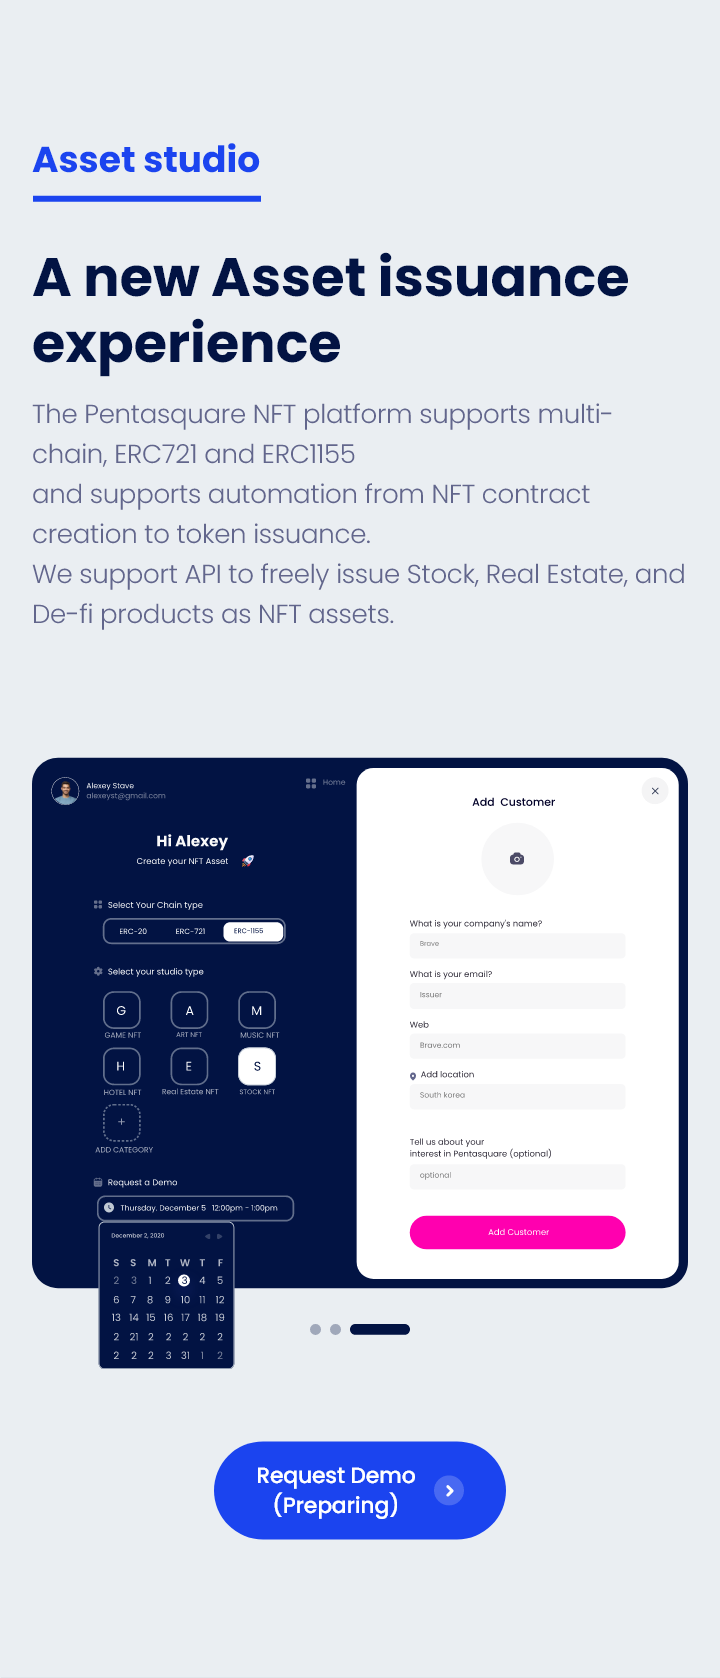 Asset studio
A new Asset issuance
experience
The Pentasquare NFT platform supports multi-
chain, ERC721 and ERC1155
and supports automation from NFT contract
creation to token issuance.
We support API to freely issue Stock, Real Estate, and
De-fi products as NFT assets.
Alexey Stave
alexeyst@gmail.com
Home
Hi Alexey
Create your NFT Asset
Select Your Chain type
ERC-20 ERC-721 ERC-1155
Select your studio type
G A M
GAME NFT ART NFT MUSIC NFT
H E S
HOTEL NFT Real Estate NFT STOCK NFT
+
ADD CATEGORY
Request a Demo
Thursday. December 5 12:00pm - 1:00pm
December 2, 2020
S S M T W T F
2 3 1 2 3 4 5
6 7 8 9 10 11 12
13 14 15 16 17 18 19
2 21 2 2 2 2 2
2 2 2 3 31 1 2
Add Customer
What is your company's name?
Brave
What is your email?
Issuer
Web
Brave.com
Add location
South korea
Tell us about your
interest in Pentasquare (optional)
optional
Add Customer
Request Demo
(Preparing)